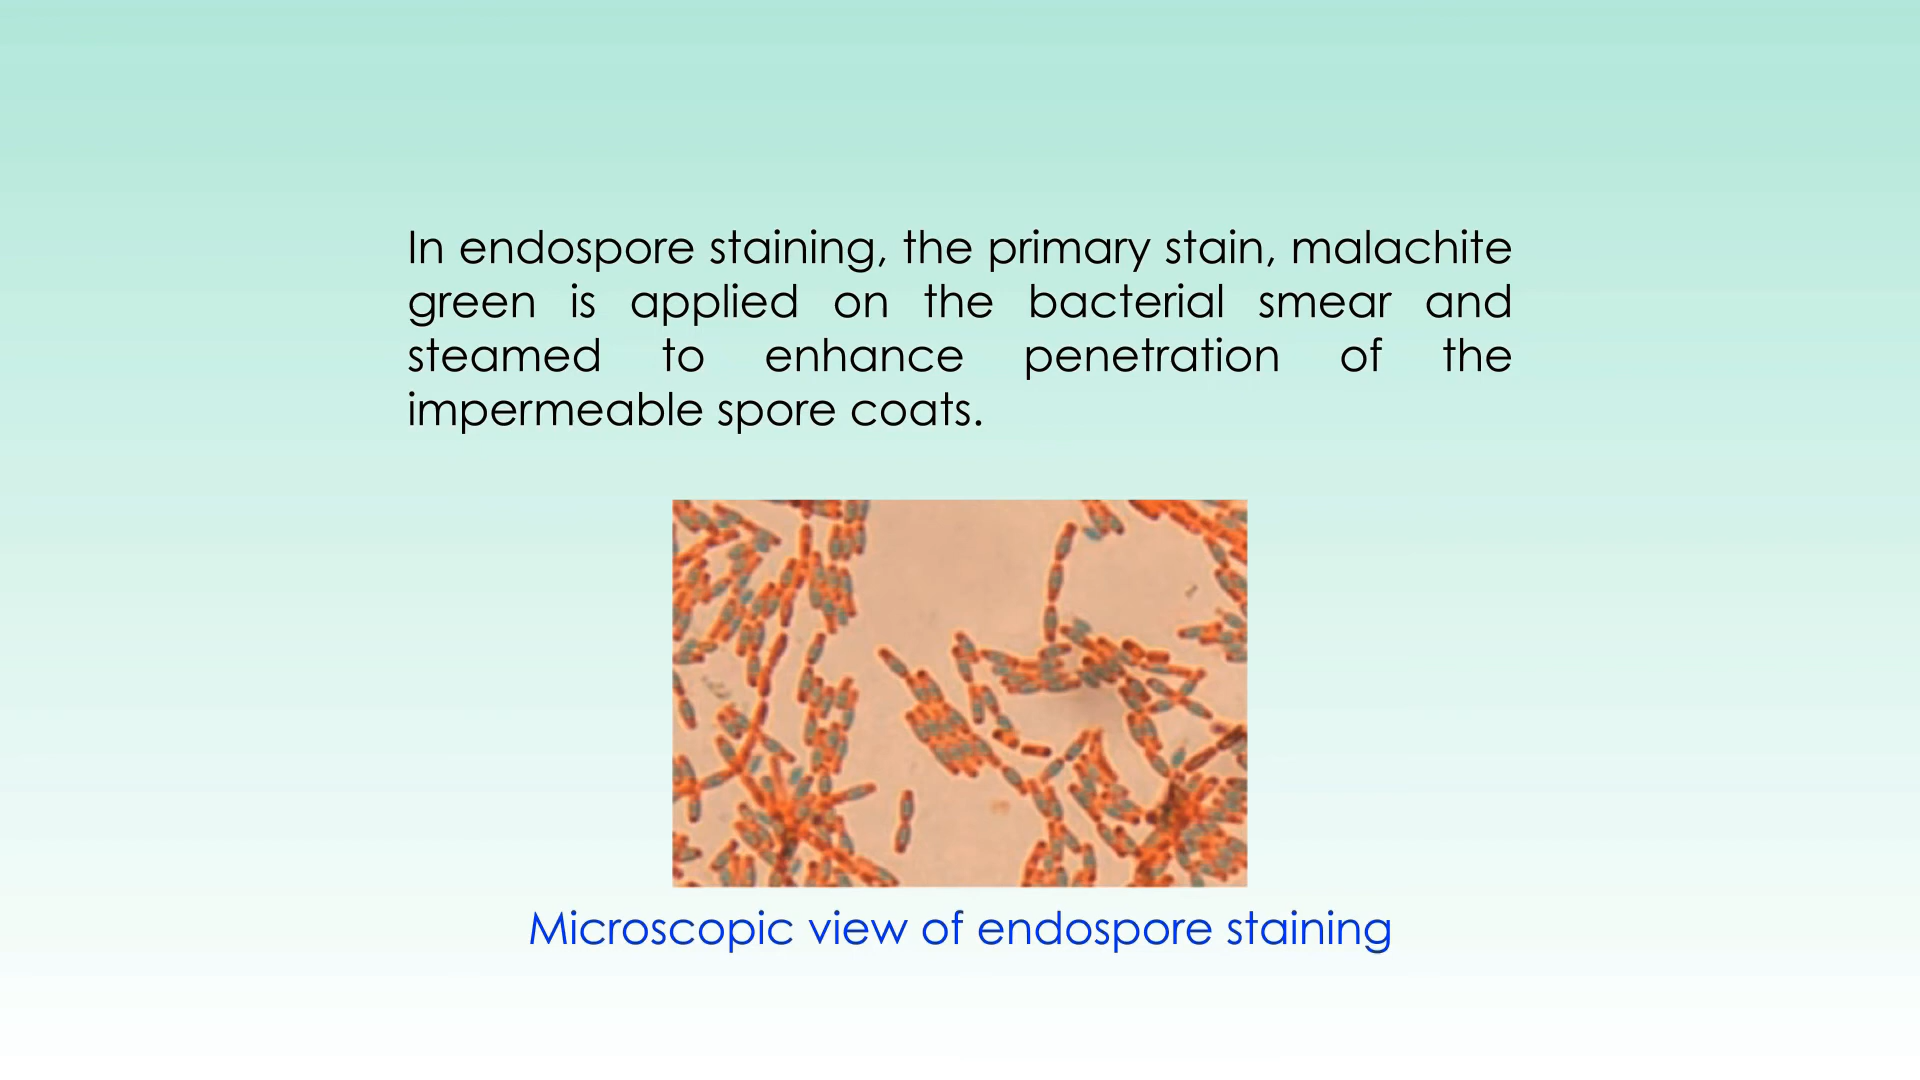 In endospore staining, the primary stain, malachite
green is applied on the bacterial smear and
steamed to enhance penetration of the
impermeable spore coats.
Microscopic view of endospore staining